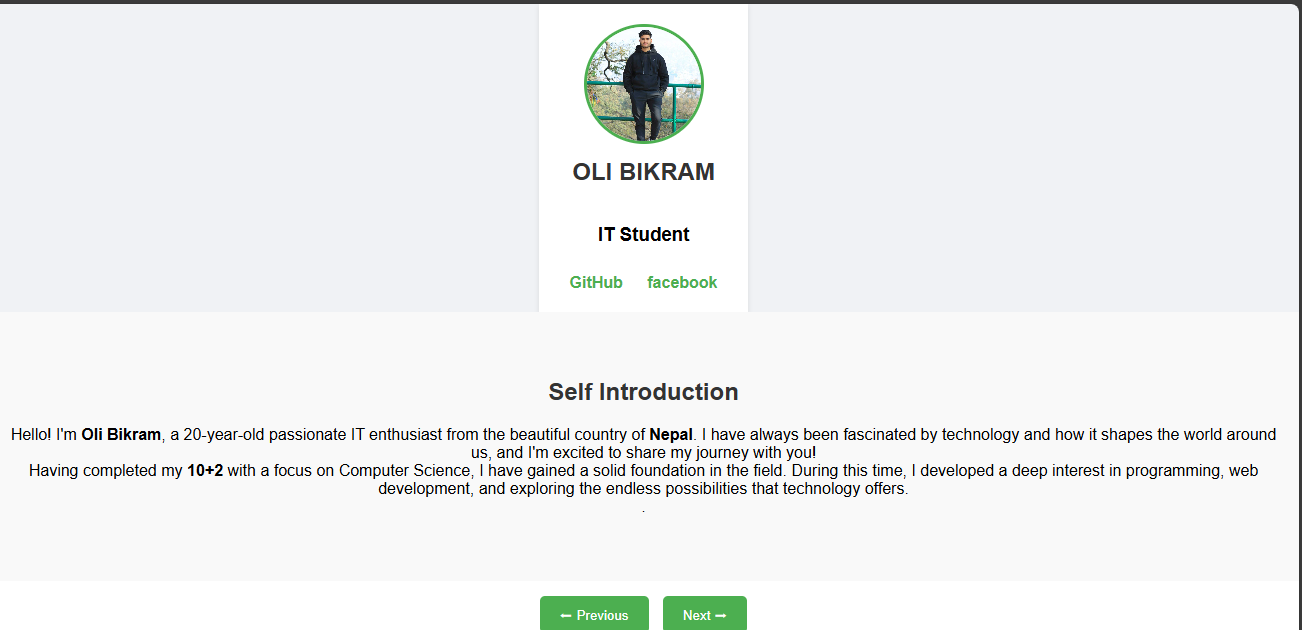 OLI BIKRAM
IT Student
GitHub facebook
Self Introduction
Hello! I'm Oli Bikram, a 20-year-old passionate IT enthusiast from the beautiful country of Nepal. I have always been fascinated by technology and how it shapes the world around
us, and I'm excited to share my journey with you!
Having completed my 10+2 with a focus on Computer Science, I have gained a solid foundation in the field. During this time, I developed a deep interest in programming, web
development, and exploring the endless possibilities that technology offers.
.
← Previous Next →